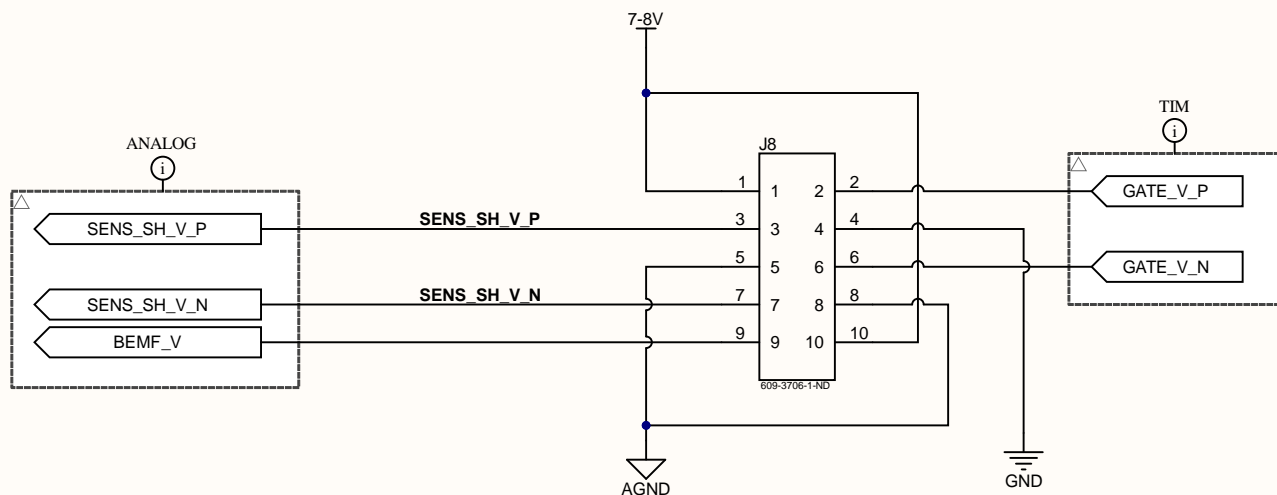 7-8V
ANALOG
i
TIM
i
J8
1 1 2 2 GATE_V_P
SENS_SH_V_P SENS_SH_V_P 3 3 4 4
5 5 6 6 GATE_V_N
SENS_SH_V_N SENS_SH_V_N 7 7 8 8
BEMF_V 9 9 10 10
609-3706-1-ND
AGND
GND